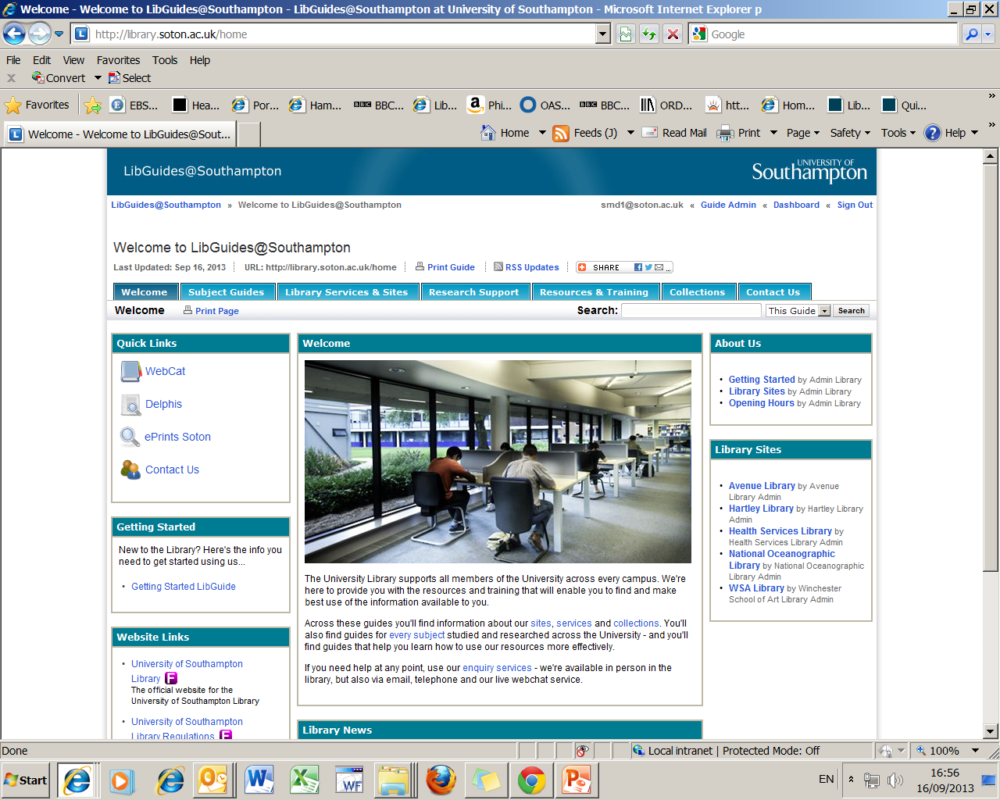 Welcome - Welcome to LibGuides@Southampton - LibGuides@Southampton at University of Southampton - Microsoft Internet Explorer p
http://library.soton.ac.uk/home
Google
File Edit View Favorites Tools Help
x Convert Select
Favorites EBS... Hea... Por... Ham... BBC BBC... Lib... Phi... OAS... BBC BBC... ORD... htt... Hom... Lib... Qui... »
Welcome - Welcome to LibGuides@Sout... Home Feeds (J) Read Mail Print Page Safety Tools Help »
LibGuides@Southampton
UNIVERSITY OF
Southampton
LibGuides@Southampton » Welcome to LibGuides@Southampton
smd1@soton.ac.uk « Guide Admin « Dashboard « Sign Out
Welcome to LibGuides@Southampton
Last Updated: Sep 16, 2013 URL: http://library.soton.ac.uk/home Print Guide RSS Updates SHARE ...
Welcome Subject Guides Library Services & Sites Research Support Resources & Training Collections Contact Us
Welcome Print Page Search: This Guide Search
Quick Links
WebCat
Delphis
ePrints Soton
Contact Us
Getting Started
New to the Library? Here's the info you
need to get started using us...
• Getting Started LibGuide
Website Links
• University of Southampton
Library F
The official website for the
University of Southampton Library
• University of Southampton
Library Regulations F
Welcome
The University Library supports all members of the University across every campus. We're
here to provide you with the resources and training that will enable you to find and make
best use of the information available to you.
Across these guides you'll find information about our sites, services and collections. You'll
also find guides for every subject studied and researched across the University - and you'll
find guides that help you learn how to use our resources more effectively.
If you need help at any point, use our enquiry services - we're available in person in the
library, but also via email, telephone and our live webchat service.
Library News
About Us
• Getting Started by Admin Library
• Library Sites by Admin Library
• Opening Hours by Admin Library
Library Sites
• Avenue Library by Avenue
Library Admin
• Hartley Library by Hartley Library
Admin
• Health Services Library by
Health Services Library Admin
• National Oceanographic
Library by National Oceanographic
Library Admin
• WSA Library by Winchester
School of Art Library Admin
Done Local intranet | Protected Mode: Off 100%
Start WF EN 16:56
16/09/2013